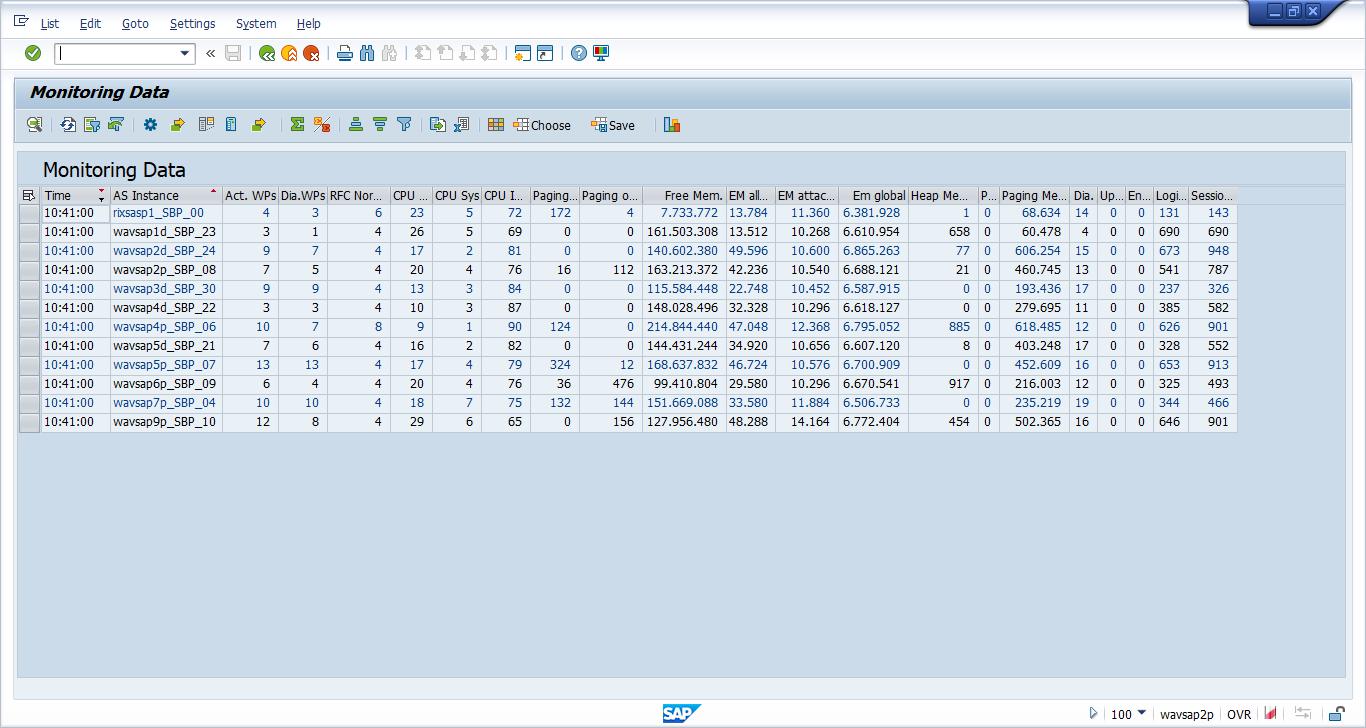 List Edit Goto Settings System Help
Monitoring Data
Choose Save
Monitoring Data
Time AS Instance Act. WPs Dia.WPs RFC Nor... CPU ... CPU Sys CPU I... Paging... Paging o... Free Mem. EM all... EM attac... Em global Heap Me... P... Paging Me... Dia. Up... En... Logi... Sessio...
10:41:00 rixsasp1_SBP_00 4 3 6 23 5 72 172 4 7.733.772 13.784 11.360 6.381.928 1 0 68.634 14 0 0 131 143
10:41:00 wavsap1d_SBP_23 3 1 4 26 5 69 0 0 161.503.308 13.512 10.268 6.610.954 658 0 60.478 4 0 0 690 690
10:41:00 wavsap2d_SBP_24 9 7 4 17 2 81 0 0 140.602.380 49.596 10.600 6.865.263 77 0 606.254 15 0 0 673 948
10:41:00 wavsap2p_SBP_08 7 5 4 20 4 76 16 112 163.213.372 42.236 10.540 6.688.121 21 0 460.745 13 0 0 541 787
10:41:00 wavsap3d_SBP_30 9 9 4 13 3 84 0 0 115.584.448 22.748 10.452 6.587.915 0 0 193.436 17 0 0 237 326
10:41:00 wavsap4d_SBP_22 3 3 4 10 3 87 0 0 148.028.496 32.328 10.296 6.618.127 0 0 279.695 11 0 0 385 582
10:41:00 wavsap4p_SBP_06 10 7 8 9 1 90 124 0 214.844.440 47.048 12.368 6.795.052 885 0 618.485 12 0 0 626 901
10:41:00 wavsap5d_SBP_21 7 6 4 16 2 82 0 0 144.431.244 34.920 10.656 6.607.120 8 0 403.248 17 0 0 328 552
10:41:00 wavsap5p_SBP_07 13 13 4 17 4 79 324 12 168.637.832 46.724 10.576 6.700.909 0 0 452.609 16 0 0 653 913
10:41:00 wavsap6p_SBP_09 6 4 4 20 4 76 36 476 99.410.804 29.580 10.296 6.670.541 917 0 216.003 12 0 0 325 493
10:41:00 wavsap7p_SBP_04 10 10 4 18 7 75 132 144 151.669.088 33.580 11.884 6.506.733 0 0 235.219 19 0 0 344 466
10:41:00 wavsap9p_SBP_10 12 8 4 29 6 65 0 156 127.956.480 48.288 14.164 6.772.404 454 0 502.365 16 0 0 646 901
SAP 100 wavsap2p OVR